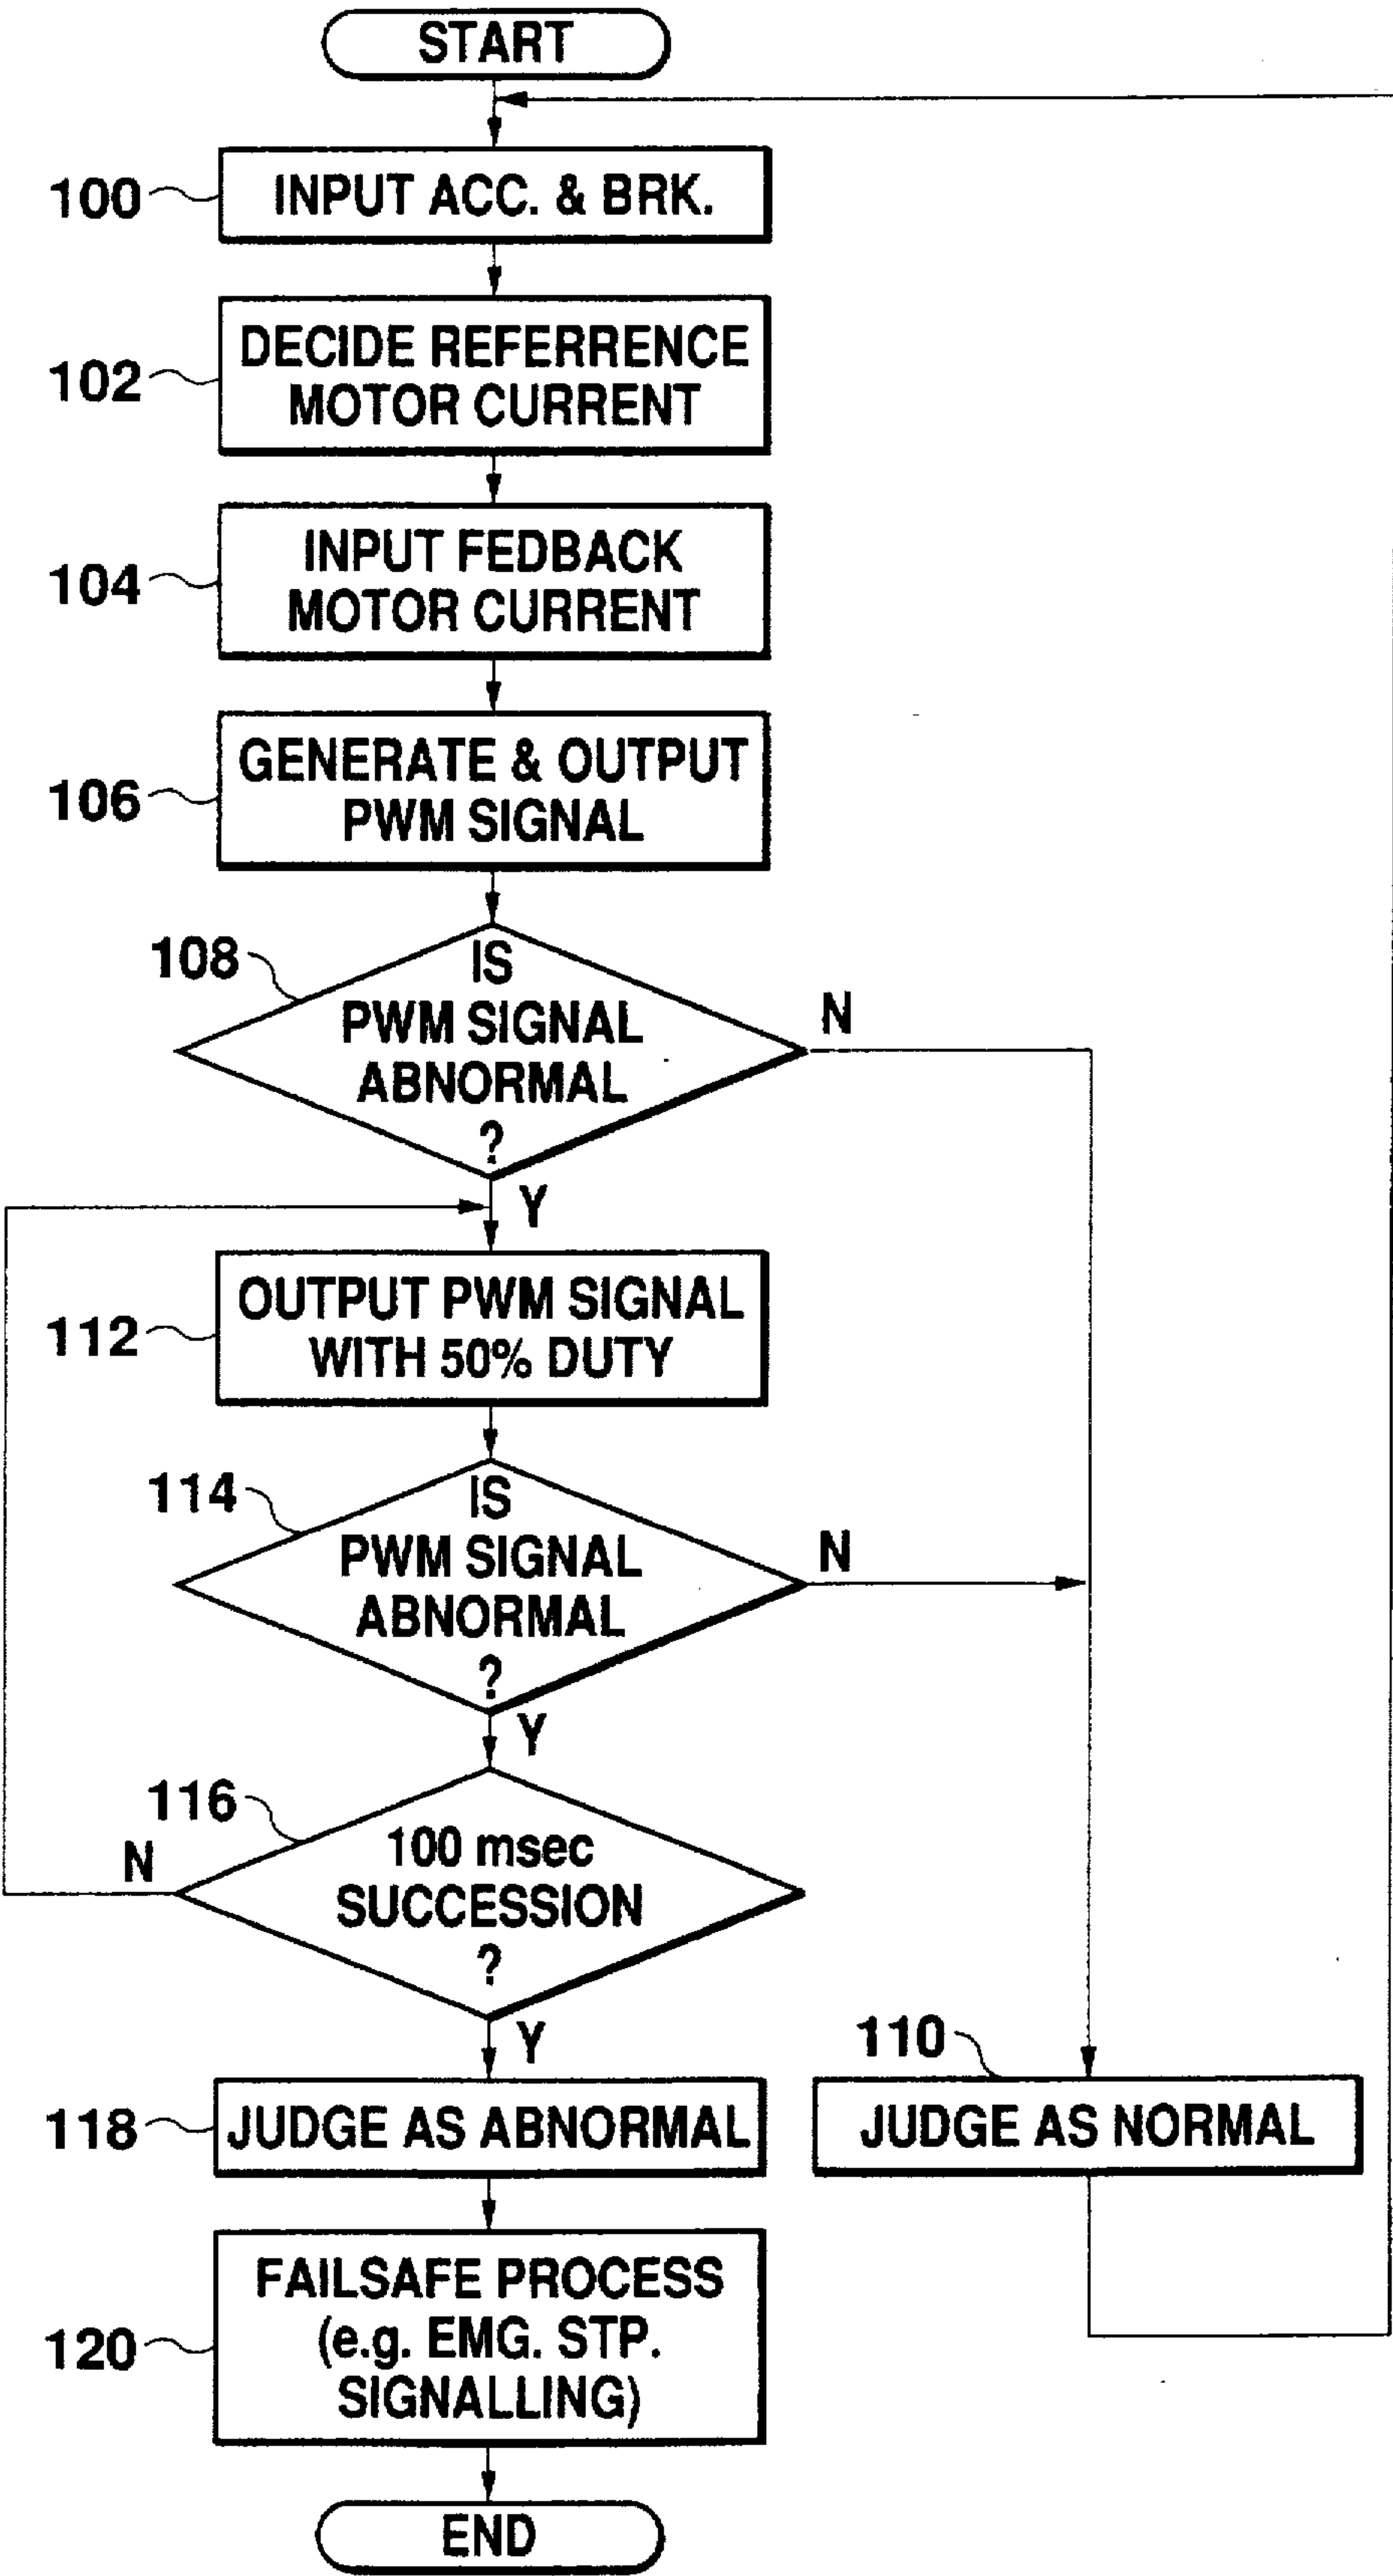 START
100
INPUT ACC. & BRK.
102
DECIDE REFERRENCE
MOTOR CURRENT
104
INPUT FEDBACK
MOTOR CURRENT
106
GENERATE & OUTPUT
PWM SIGNAL
108
IS
PWM SIGNAL
ABNORMAL
?
N
Y
112
OUTPUT PWM SIGNAL
WITH 50% DUTY
114
IS
PWM SIGNAL
ABNORMAL
?
N
Y
116
100 msec
SUCCESSION
?
N
Y
110
118
JUDGE AS ABNORMAL
JUDGE AS NORMAL
120
FAILSAFE PROCESS
(e.g. EMG. STP.
SIGNALLING)
END